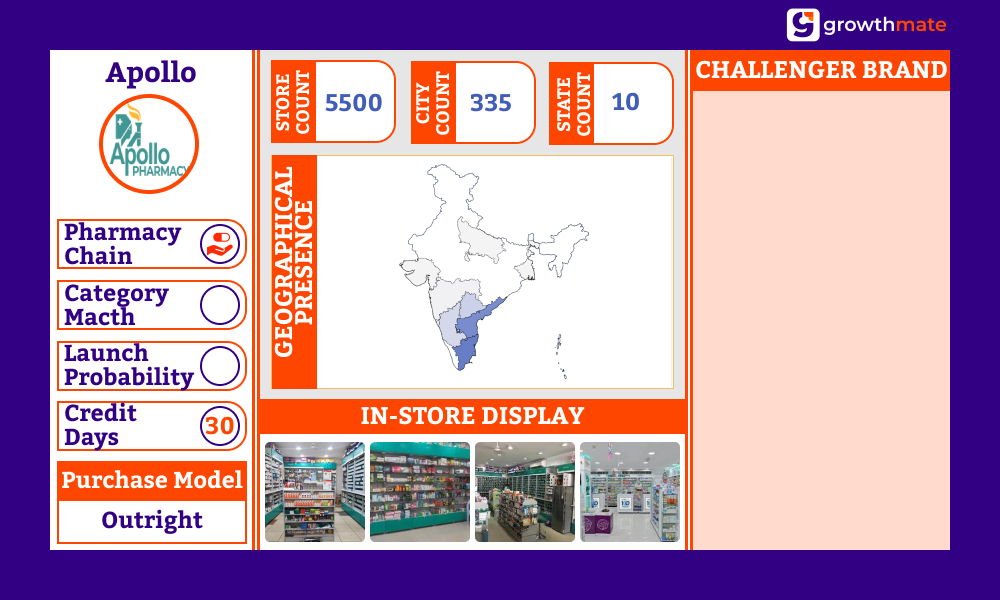 growthmate
Apollo
Apollo
PHARMACY
Pharmacy
Chain
Category
Macth
Launch
Probability
Credit
Days
30
Purchase Model
Outright
STORE
COUNT
5500
CITY
COUNT
335
STATE
COUNT
10
GEOGRAPHICAL
PRESENCE
IN-STORE DISPLAY
CHALLENGER BRAND